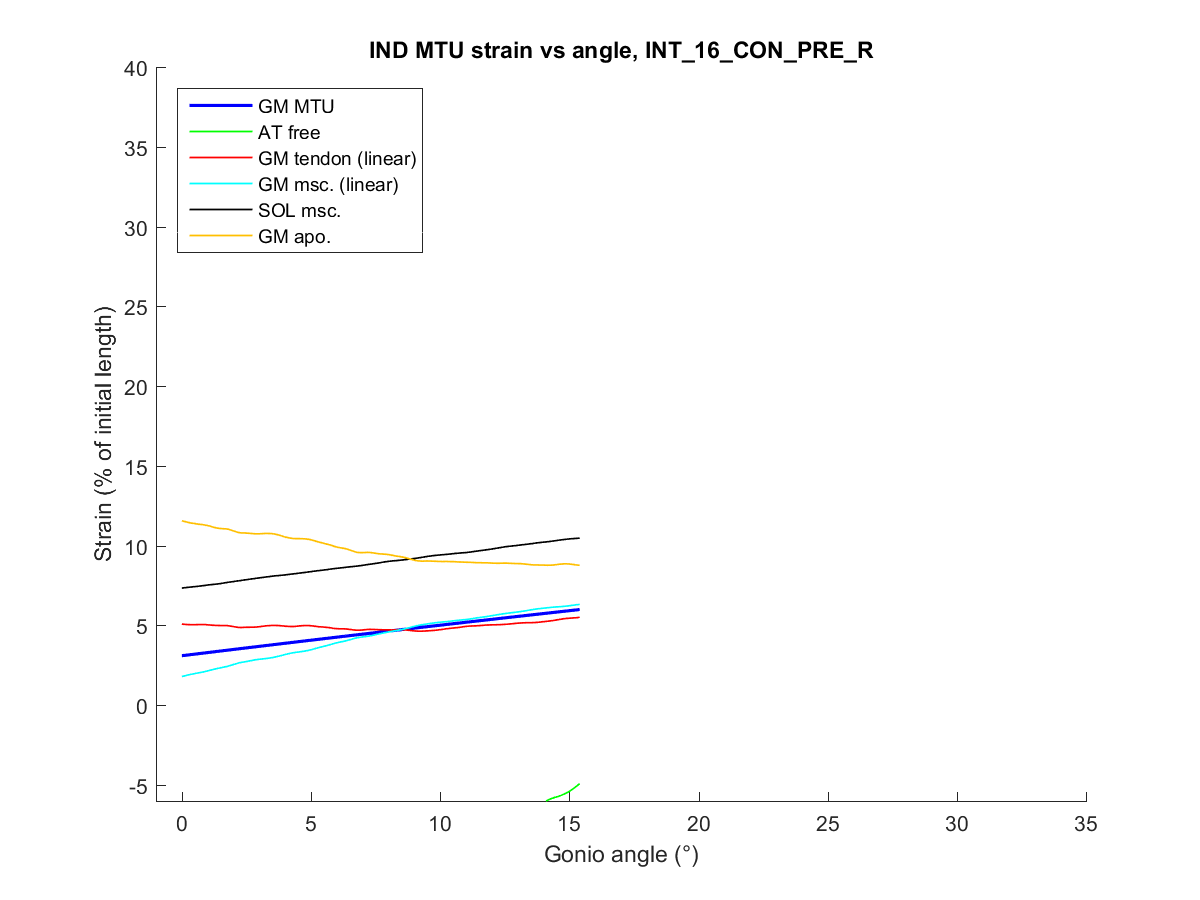 IND MTU strain vs angle, INT_16_CON_PRE_R
40
35
30
25
20
15
10
5
0
-5
Strain (% of initial length)
GM MTU
AT free
GM tendon (linear)
GM msc. (linear)
SOL msc.
GM apo.
0 5 10 15 20 25 30 35
Gonio angle (°)